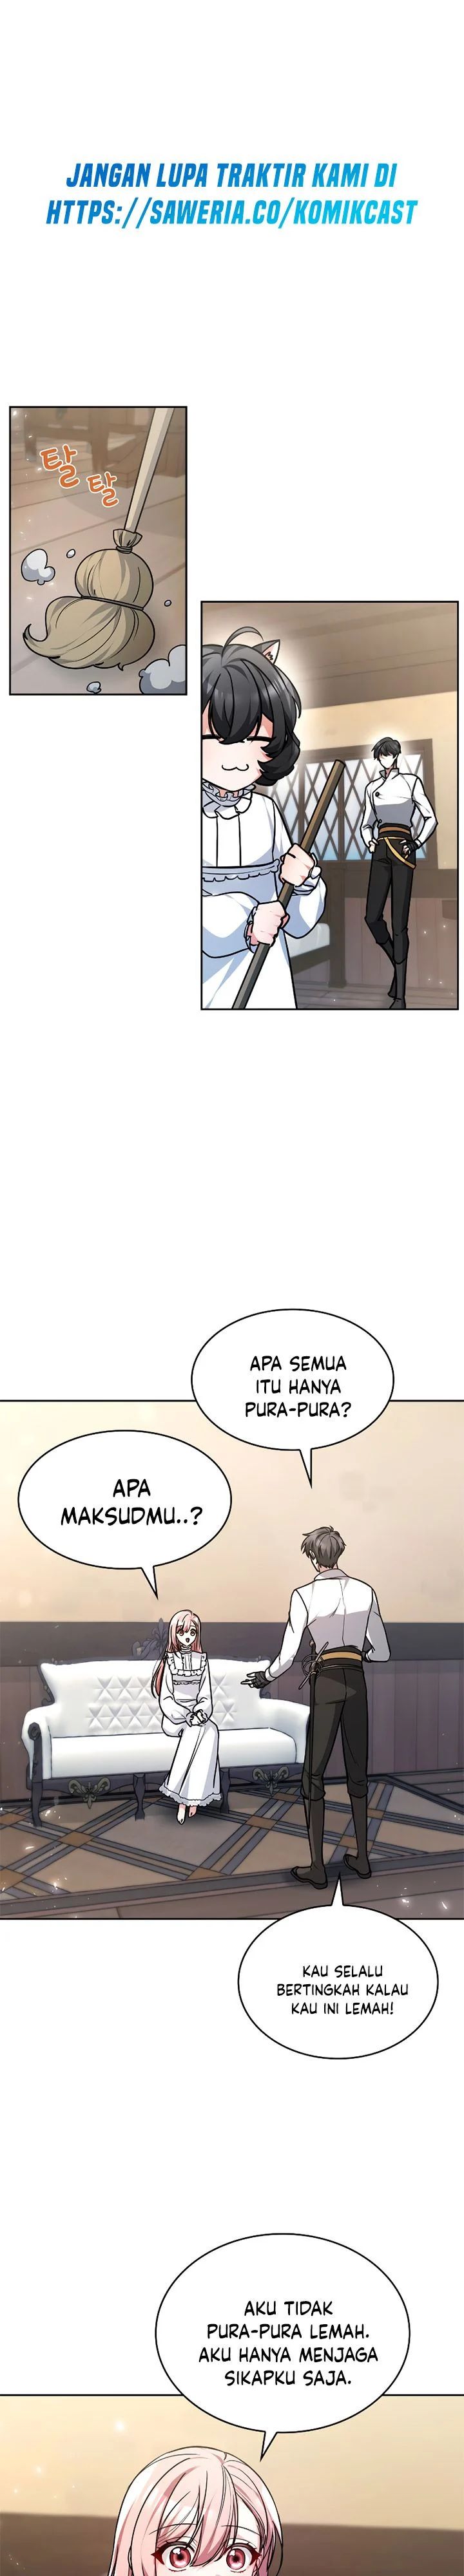 JANGAN LUPA TRAKTIR KAMI DI
HTTPS://SAWERIA.CO/KOMIKCAST
탈
탈
APA SEMUA
ITU HANYA
PURA-PURA?
APA
MAKSUDMU..?
KAU SELALU
BERTINGKAH KALAU
KAU INI LEMAH!
AKU TIDAK
PURA-PURA LEMAH.
AKU HANYA MENJAGA
SIKAPKU SAJA.